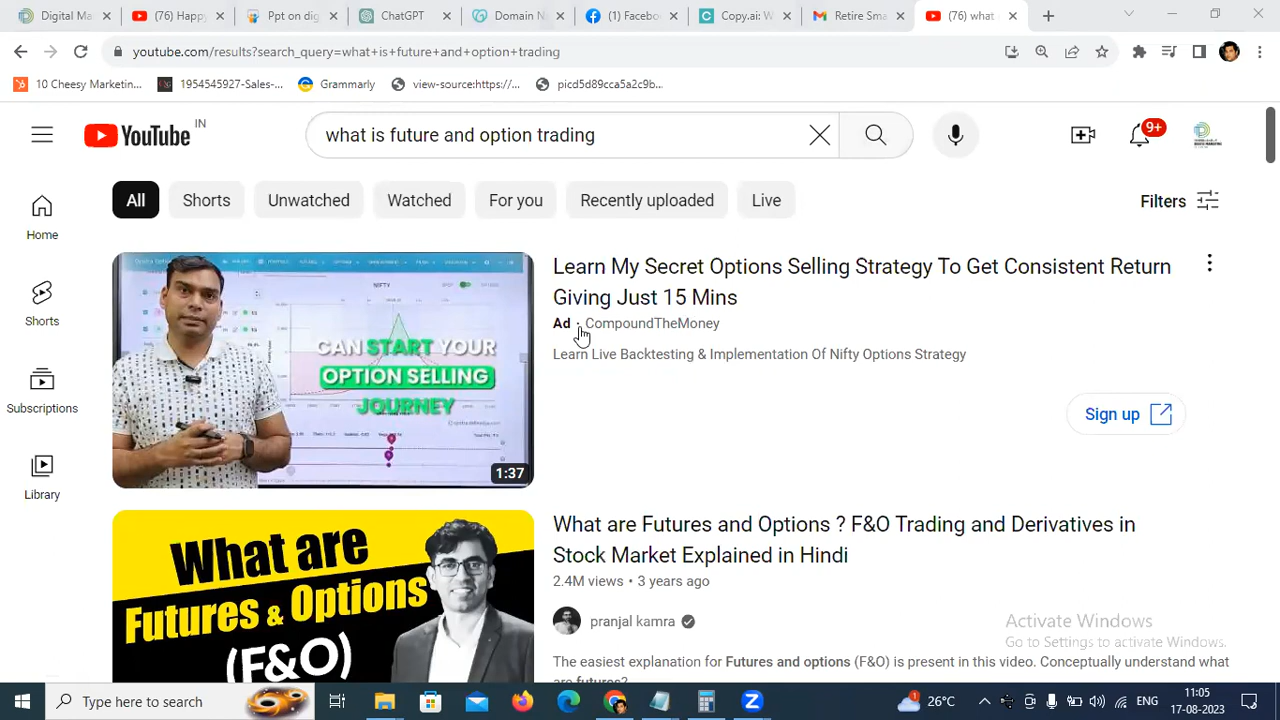 Digital Ma
(76) Happy
Ppt on dig
ChatGPT
Domain N
(1) Facebo
Copy.ai: W
Retire Sma
(76) what
youtube.com/results?search_query=what+is+future+and+option+trading
10 Cheesy Marketin...
1954545927-Sales-...
Grammarly
view-source:https://...
picd5d89cca5a2c9b...
YouTube IN
what is future and option trading
9+
All
Shorts
Unwatched
Watched
For you
Recently uploaded
Live
Filters
Home
Shorts
Subscriptions
Library
NIFTY
CAN START YOUR
OPTION SELLING
JOURNEY
1:37
Learn My Secret Options Selling Strategy To Get Consistent Return
Giving Just 15 Mins
Ad · CompoundTheMoney
Learn Live Backtesting & Implementation Of Nifty Options Strategy
Sign up
What are
Futures & Options
(F&O)
What are Futures and Options ? F&O Trading and Derivatives in
Stock Market Explained in Hindi
2.4M views • 3 years ago
pranjal kamra
The easiest explanation for Futures and options (F&O) is present in this video. Conceptually understand what
are futures?
Activate Windows
Go to Settings to activate Windows.
Type here to search
26°C
ENG
11:05
17-08-2023